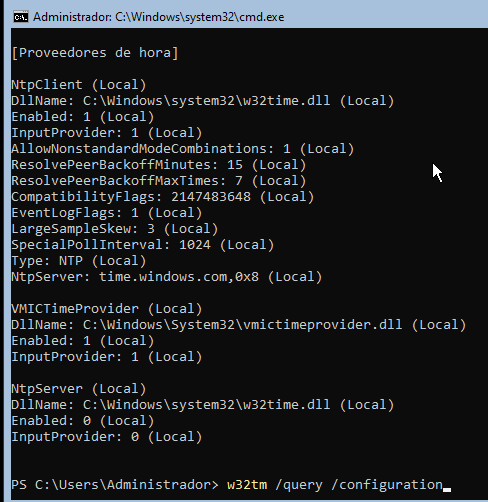 Administrador: C:\Windows\system32\cmd.exe
[Proveedores de hora]
NtpClient (Local)
DllName: C:\Windows\system32\w32time.dll (Local)
Enabled: 1 (Local)
InputProvider: 1 (Local)
AllowNonstandardModeCombinations: 1 (Local)
ResolvePeerBackoffMinutes: 15 (Local)
ResolvePeerBackoffMaxTimes: 7 (Local)
CompatibilityFlags: 2147483648 (Local)
EventLogFlags: 1 (Local)
LargeSampleSkew: 3 (Local)
SpecialPollInterval: 1024 (Local)
Type: NTP (Local)
NtpServer: time.windows.com,0x8 (Local)
VMICTimeProvider (Local)
DllName: C:\Windows\System32\vmictimeprovider.dll (Local)
Enabled: 1 (Local)
InputProvider: 1 (Local)
NtpServer (Local)
DllName: C:\Windows\system32\w32time.dll (Local)
Enabled: 0 (Local)
InputProvider: 0 (Local)
PS C:\Users\Administrador> w32tm /query /configuration